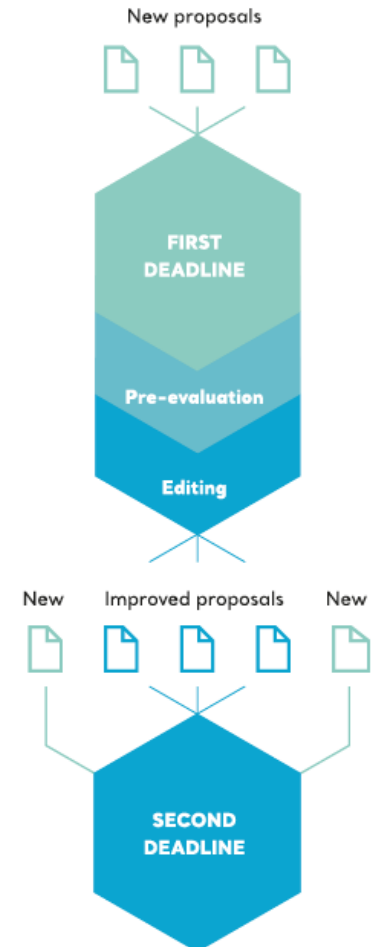 New proposals
FIRST
DEADLINE
Pre-evaluation
Editing
New Improved proposals New
SECOND
DEADLINE